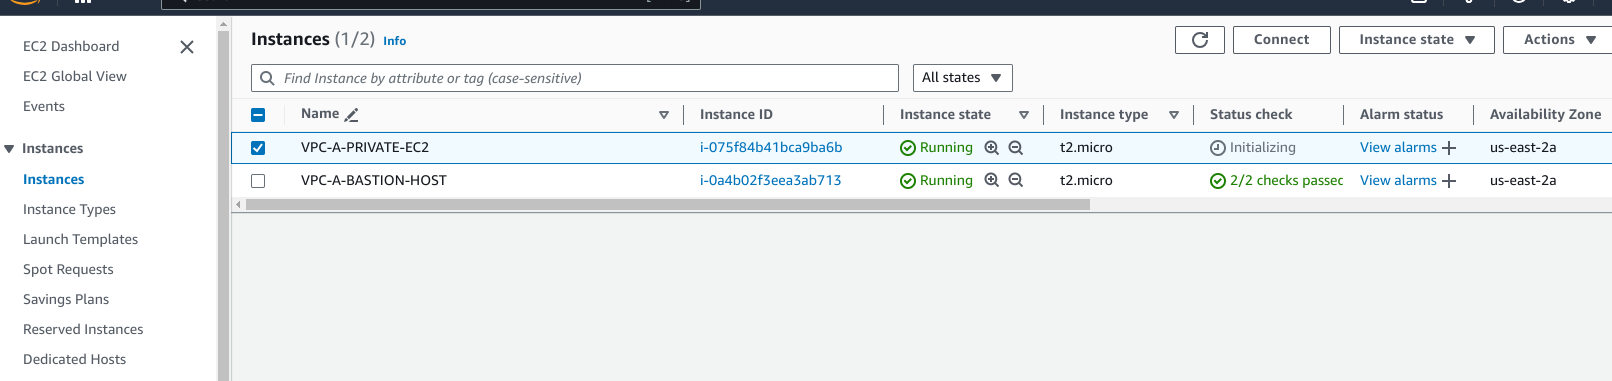 EC2 Dashboard
EC2 Global View
Events
Instances
Instances
Instance Types
Launch Templates
Spot Requests
Savings Plans
Reserved Instances
Dedicated Hosts
Instances (1/2) Info
Connect
Instance state
Actions
Find Instance by attribute or tag (case-sensitive)
All states
Name Instance ID Instance state Instance type Status check Alarm status Availability Zone
VPC-A-PRIVATE-EC2 i-075f84b41bca9ba6b Running t2.micro Initializing View alarms + us-east-2a
VPC-A-BASTION-HOST i-0a4b02f3eea3ab713 Running t2.micro 2/2 checks passec View alarms + us-east-2a